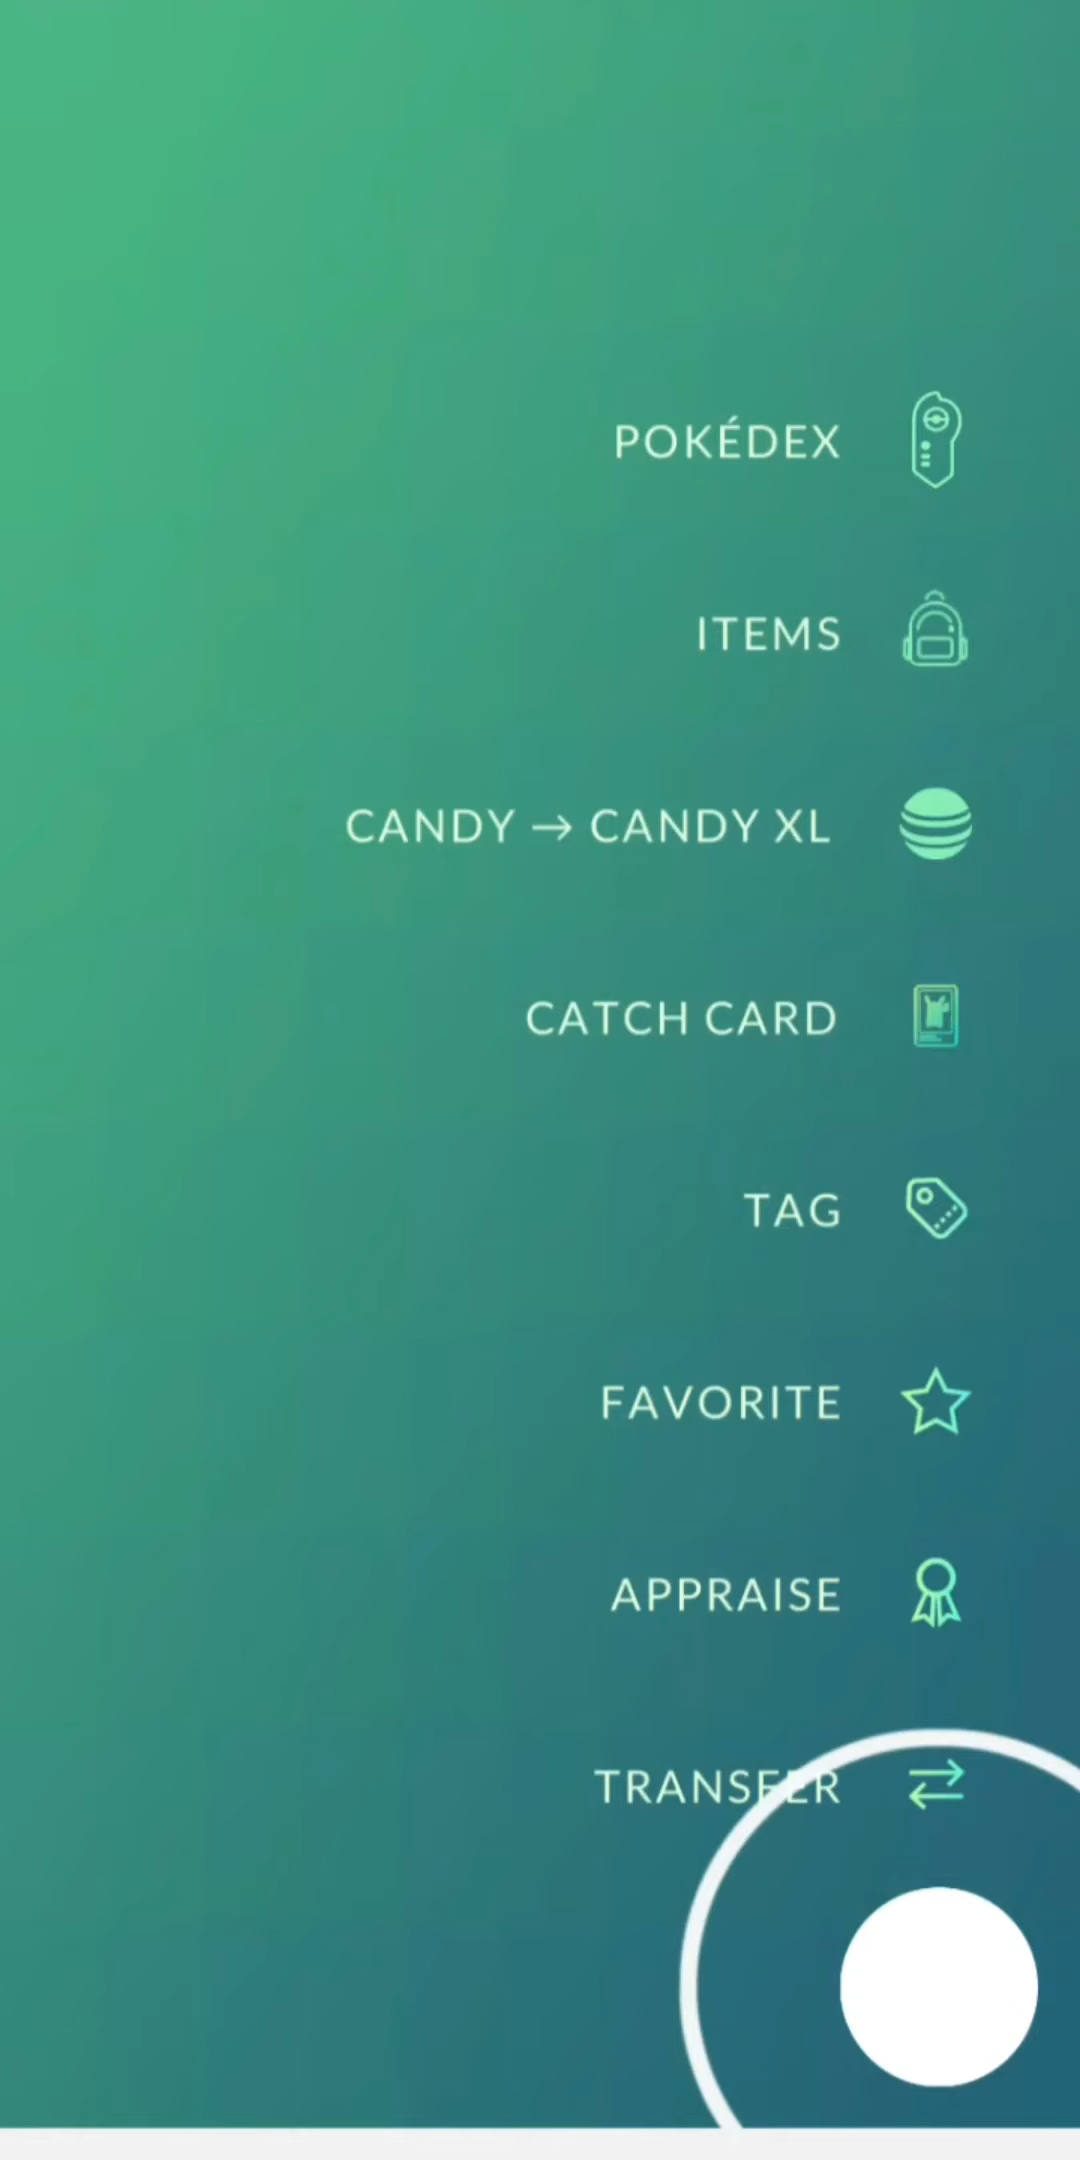 POKÉDEX
ITEMS
CANDY → CANDY XL
CATCH CARD
TAG
FAVORITE
APPRAISE
TRANSFER